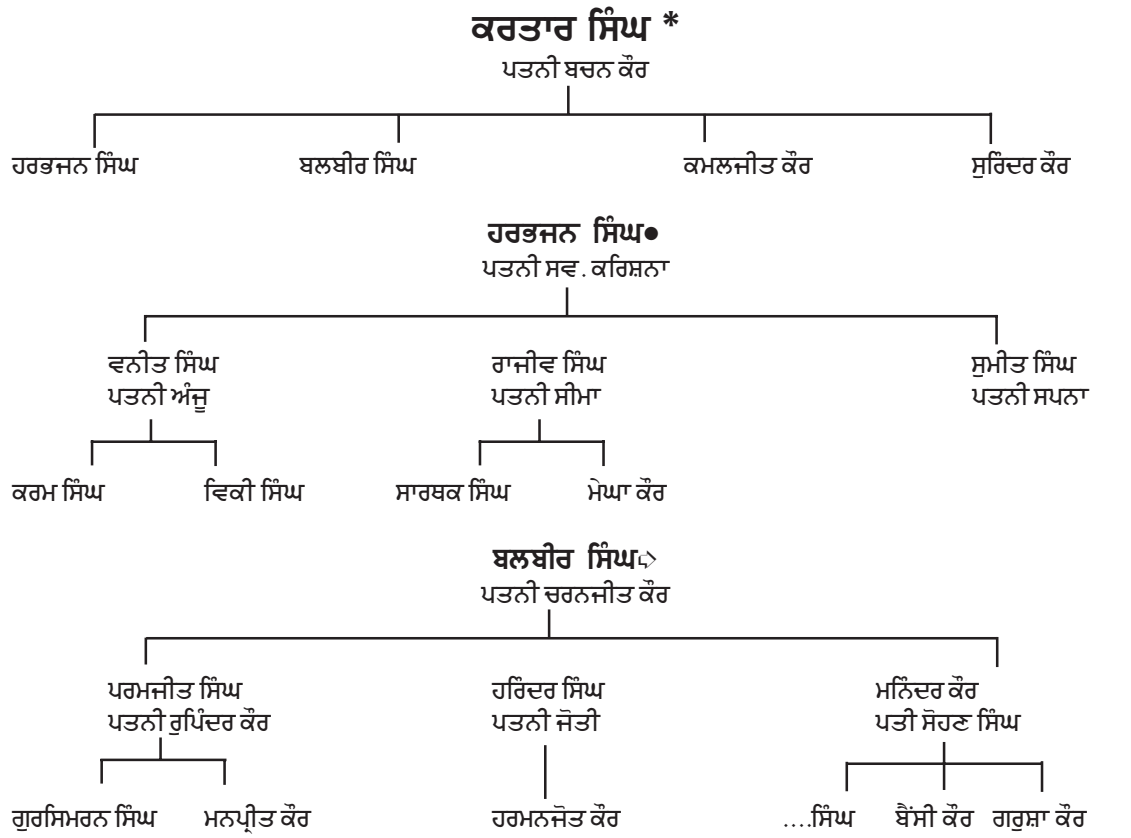 ਕਰਤਾਰ ਸਿੰਘ *
ਪਤਨੀ ਬਚਨ ਕੌਰ
ਹਰਭਜਨ ਸਿੰਘ ਬਲਬੀਰ ਸਿੰਘ ਕਮਲਜੀਤ ਕੌਰ ਸੁਰਿੰਦਰ ਕੌਰ
ਹਰਭਜਨ ਸਿੰਘ●
ਪਤਨੀ ਸਵ. ਕਰਿਸ਼ਨਾ
ਵਨੀਤ ਸਿੰਘ ਰਾਜੀਵ ਸਿੰਘ ਸੁਮੀਤ ਸਿੰਘ
ਪਤਨੀ ਅੰਜੂ ਪਤਨੀ ਸੀਮਾ ਪਤਨੀ ਸਪਨਾ
ਕਰਮ ਸਿੰਘ ਵਿਕੀ ਸਿੰਘ ਸਾਰਥਕ ਸਿੰਘ ਮੇਘਾ ਕੌਰ
ਬਲਬੀਰ ਸਿੰਘ➪
ਪਤਨੀ ਚਰਨਜੀਤ ਕੌਰ
ਪਰਮਜੀਤ ਸਿੰਘ ਹਰਿੰਦਰ ਸਿੰਘ ਮਨਿੰਦਰ ਕੌਰ
ਪਤਨੀ ਰੁਪਿੰਦਰ ਕੌਰ ਪਤਨੀ ਜੋਤੀ ਪਤੀ ਸੋਹਣ ਸਿੰਘ
ਗੁਰਸਿਮਰਨ ਸਿੰਘ ਮਨਪ੍ਰੀਤ ਕੌਰ ਹਰਮਨਜੋਤ ਕੌਰ ....ਸਿੰਘ ਬੈਂਸੀ ਕੌਰ ਗਰੁਸ਼ਾ ਕੌਰ